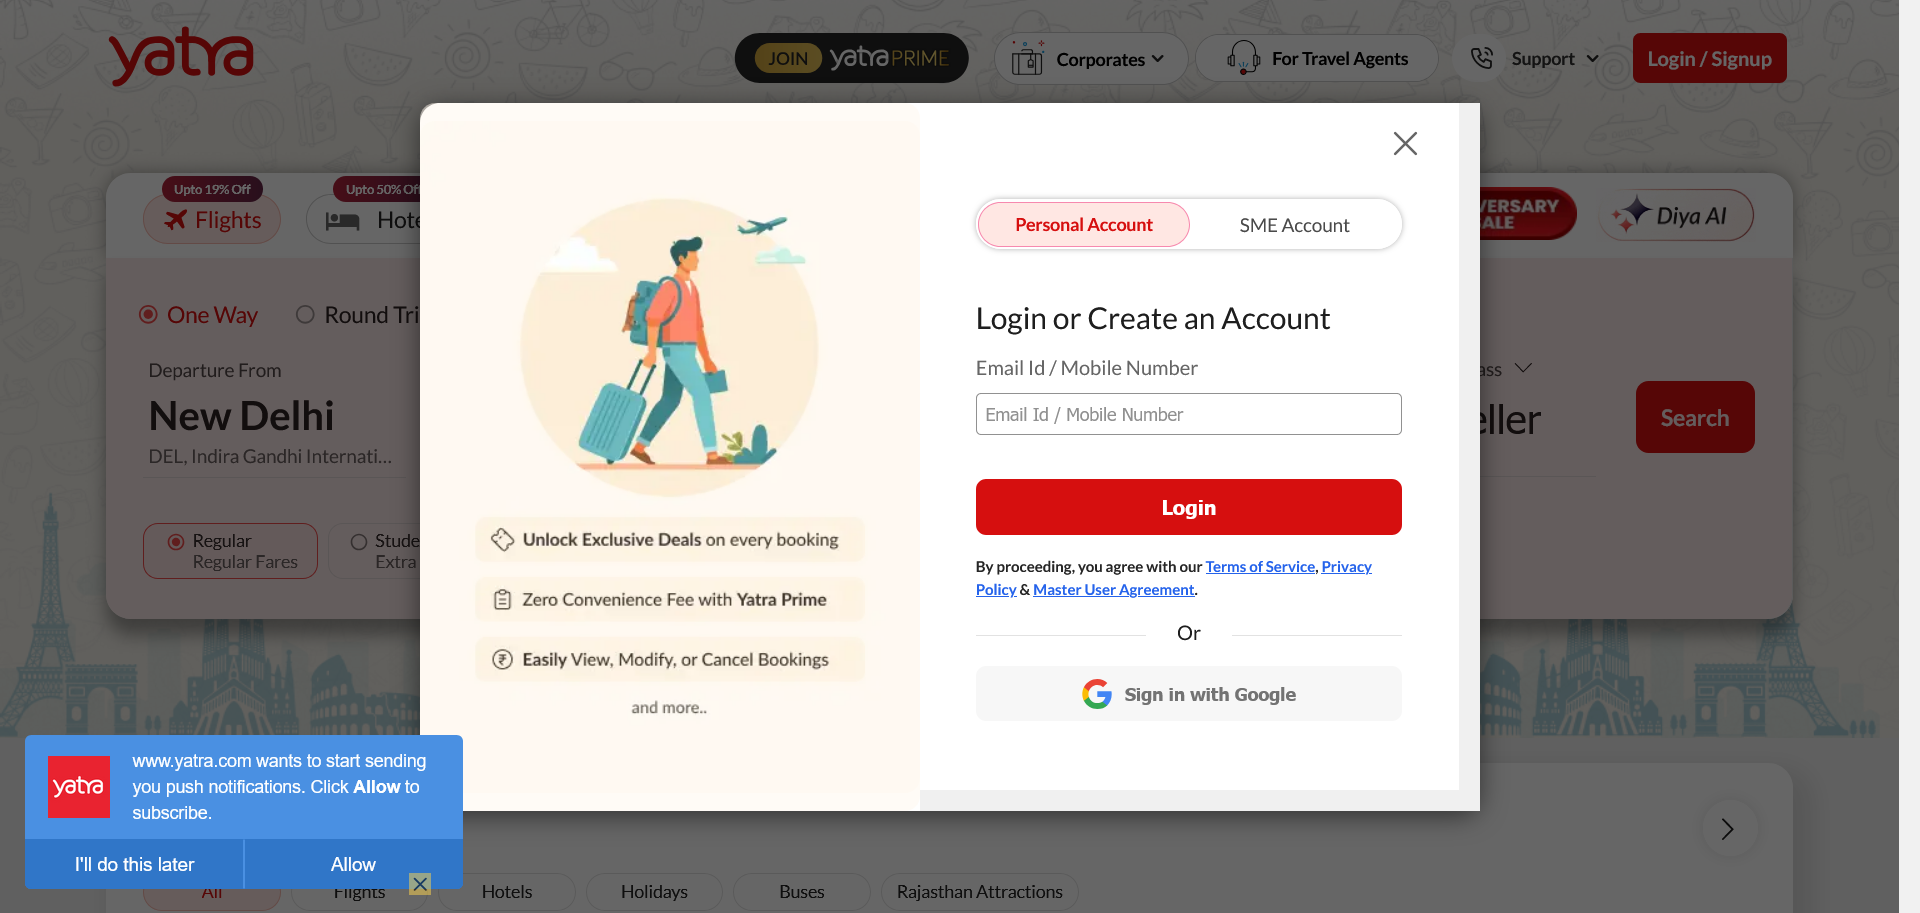 yatra
JOIN yatra PRIME
Corporates
For Travel Agents
Support
Login / Signup
Upto 19% Off
Flights
Upto 50% Off
Hote
VERSARY
ALE
Diya AI
One Way
Round Tri
Departure From
New Delhi
DEL, Indira Gandhi Internati...
ass
eller
Search
Regular
Regular Fares
Stude
Extra
Unlock Exclusive Deals on every booking
Zero Convenience Fee with Yatra Prime
Easily View, Modify, or Cancel Bookings
and more..
Personal Account
SME Account
Login or Create an Account
Email Id / Mobile Number
Email Id / Mobile Number
Login
By proceeding, you agree with our Terms of Service, Privacy
Policy & Master User Agreement.
Or
Sign in with Google
yatra
www.yatra.com wants to start sending
you push notifications. Click Allow to
subscribe.
I'll do this later
Allow
All
Flights
Hotels
Holidays
Buses
Rajasthan Attractions